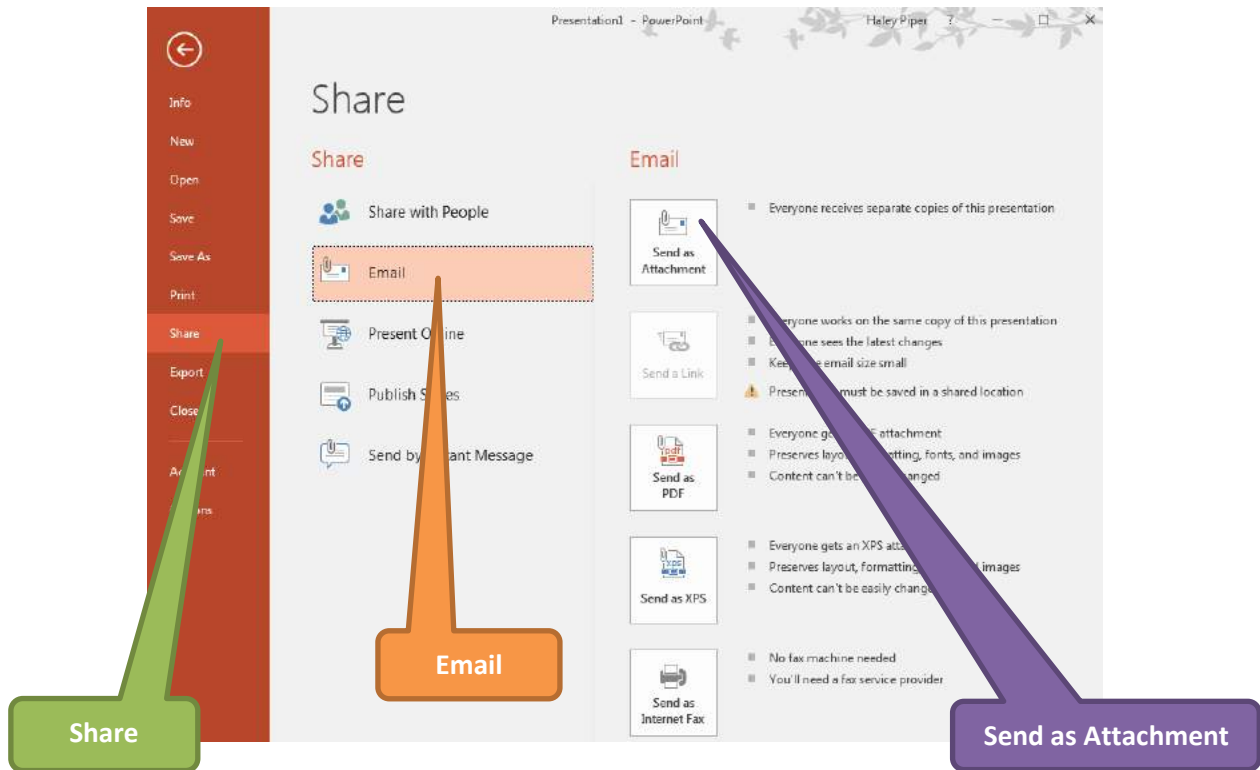 Presentation1 - PowerPoint
Haley Piper ?
Info
New
Open
Save
Save As
Print
Share
Export
Close
Share
Share
Share with People
Email
Present
Publish
Send by Message
Email
Send as
Attachment
Everyone receives separate copies of this presentation
Send a Link
works on the same copy of this presentation
sees the latest changes
email size small
must be saved in a shared location
Send as
PDF
Everyone attachment
Preserves fonts, and images
Content can't be
Send as XPS
Everyone gets an XPS
Preserves layout, formatting images
Content can't be easily
Send as
Internet Fax
No fax machine needed
You'll need a fax service provider
Share
Email
Send as Attachment